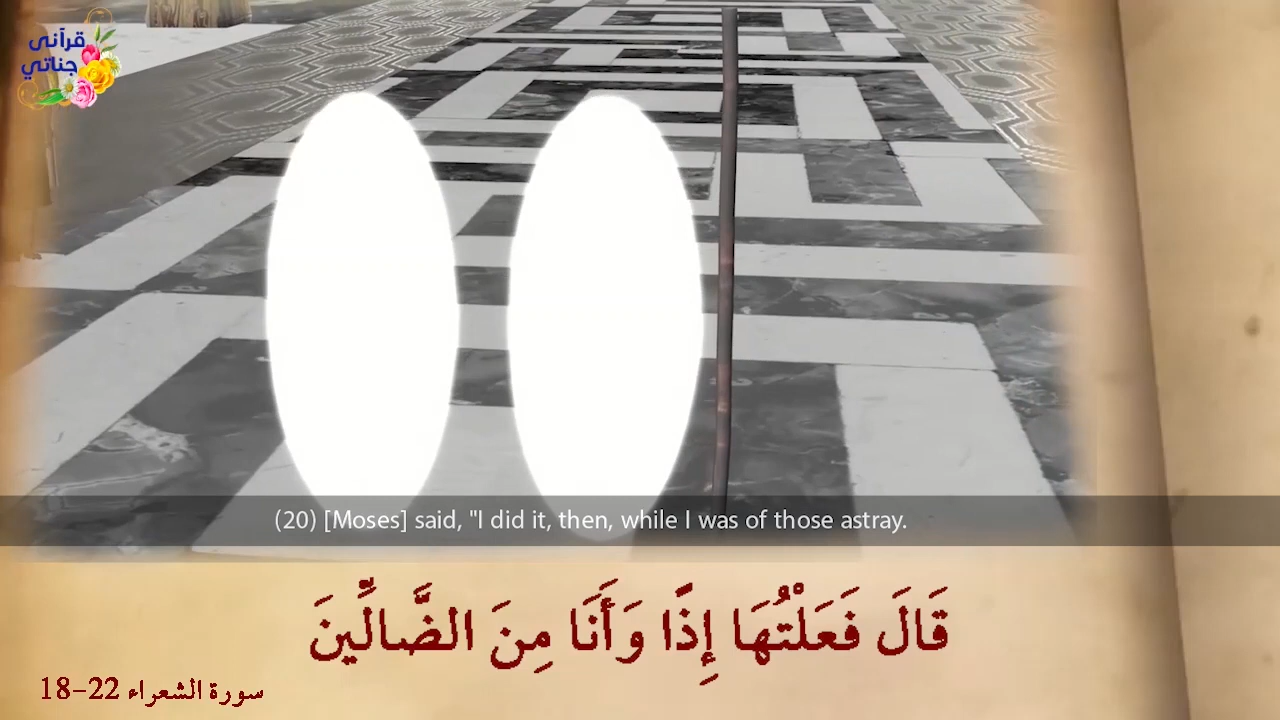 قرآنى
جناتي
(20) [Moses] said, "I did it, then, while I was of those astray.
قَالَ فَعَلْتُهَا إِذًا وَأَنَا مِنَ الضَّالِّينَ
سورة الشعراء 22-18